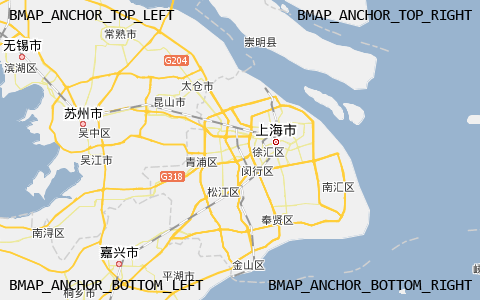 BMAP_ANCHOR_TOP_LEFT
BMAP_ANCHOR_TOP_RIGHT
常熟市
崇明县
无锡市
G204
滨湖区
太仓市
昆山市
苏州市
吴中区
上海市
徐汇区
吴江市
青浦区
闵行区
G318
松江区
南汇区
奉贤区
南浔区
嘉兴市
金山区
平湖市
BMAP_ANCHOR_BOTTOM_LEFT
BMAP_ANCHOR_BOTTOM_RIGHT
桐乡市